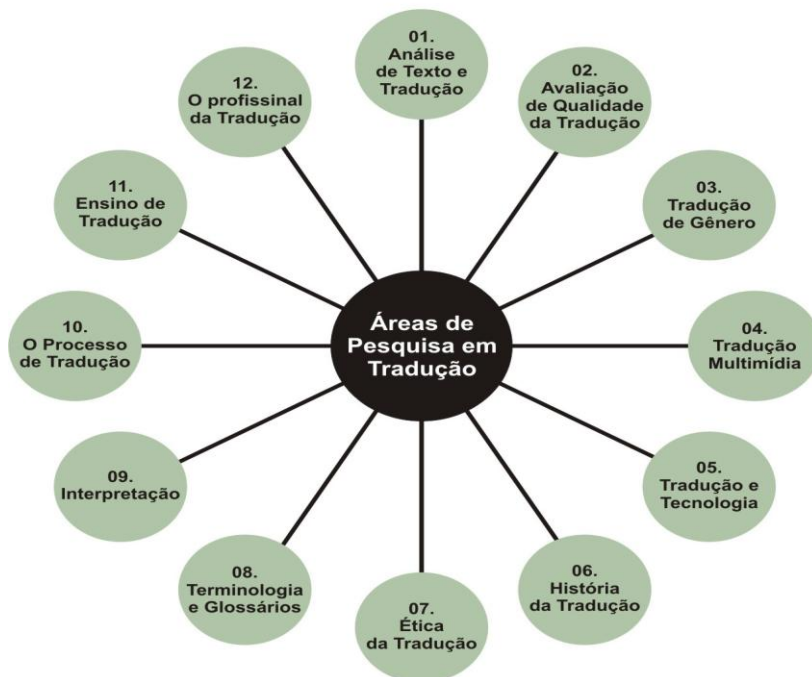 Áreas de
Pesquisa em
Tradução
01.
Análise
de Texto e
Tradução
02.
Avaliação
de Qualidade
da Tradução
03.
Tradução
de Gênero
04.
Tradução
Multimídia
05.
Tradução e
Tecnologia
06.
História
da Tradução
07.
Ética
da Tradução
08.
Terminologia
e Glossários
09.
Interpretação
10.
O Processo
de Tradução
11.
Ensino de
Tradução
12.
O profissinal
da Tradução